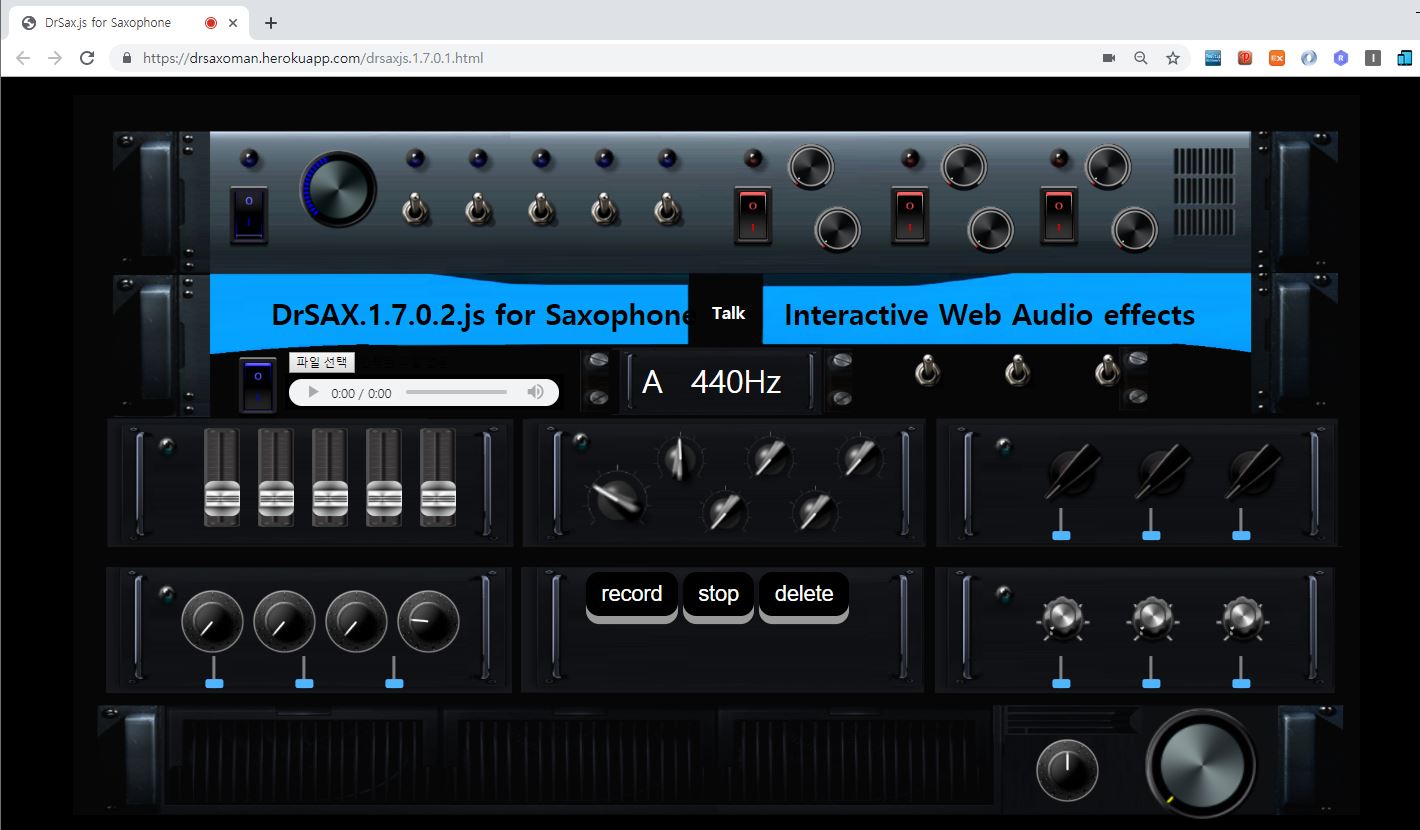 DrSax.js for Saxophone
https://drsaxoman.herokuapp.com/drsaxjs.1.7.0.1.html
DrSAX.1.7.0.2.js for Saxophone
Talk
Interactive Web Audio effects
파일 선택
0:00 / 0:00
A 440Hz
record stop delete